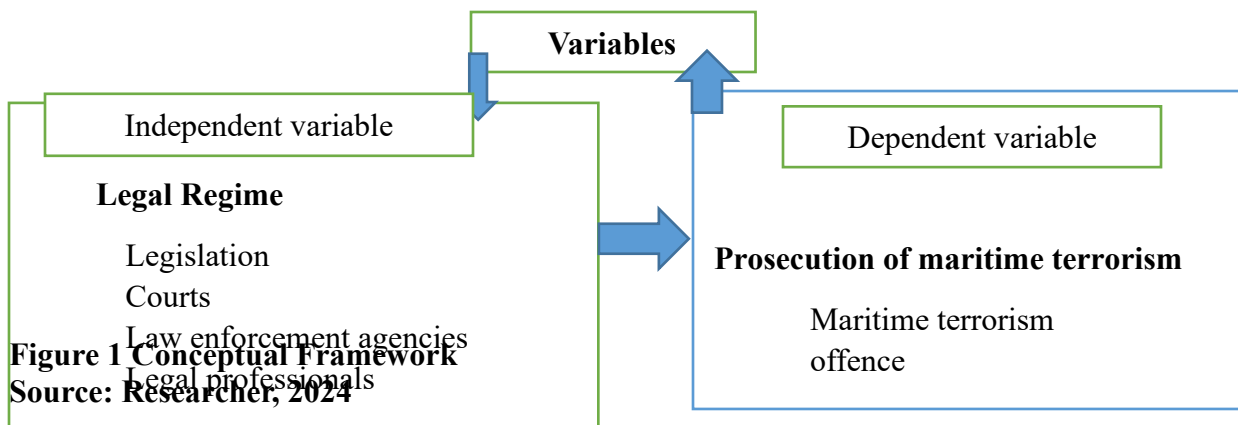 Variables
Independent variable
Legal Regime
Legislation
Courts
Law enforcement agencies
Legal professionals
Dependent variable
Prosecution of maritime terrorism
Maritime terrorism
offence
Figure 1 Conceptual Framework
Source: Researcher, 2024